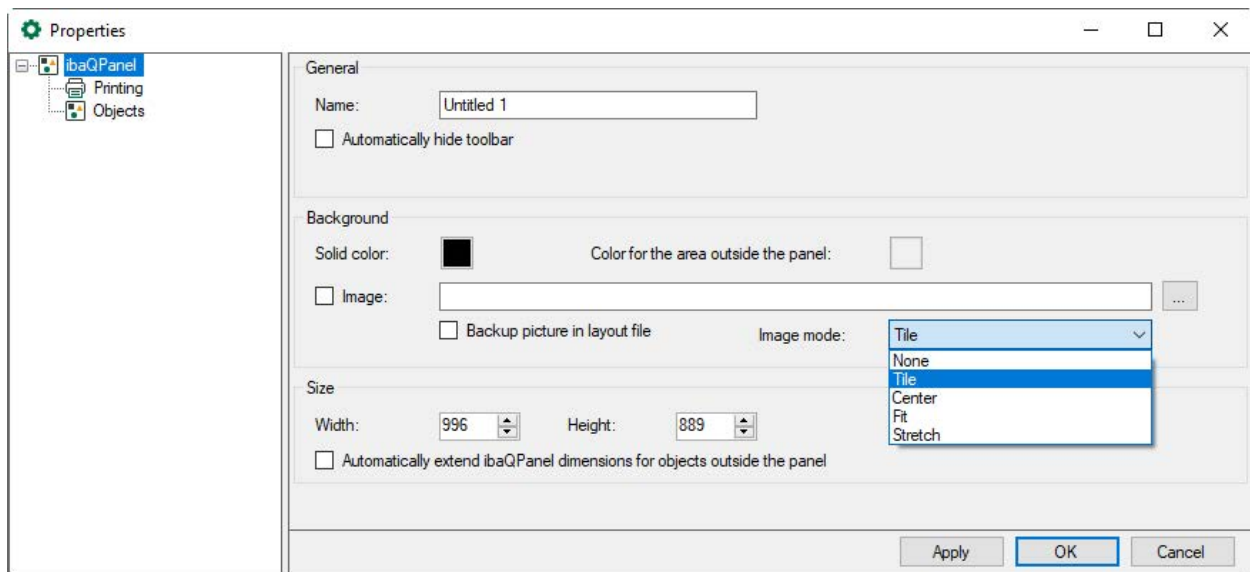 Properties
ibaQPanel
Printing
Objects
General
Name: Untitled 1
Automatically hide toolbar
Background
Solid color: Color for the area outside the panel:
Image: ...
Backup picture in layout file Image mode: Tile
None
Tile
Center
Fit
Stretch
Size
Width: 996 Height: 889
Automatically extend ibaQPanel dimensions for objects outside the panel
Apply OK Cancel